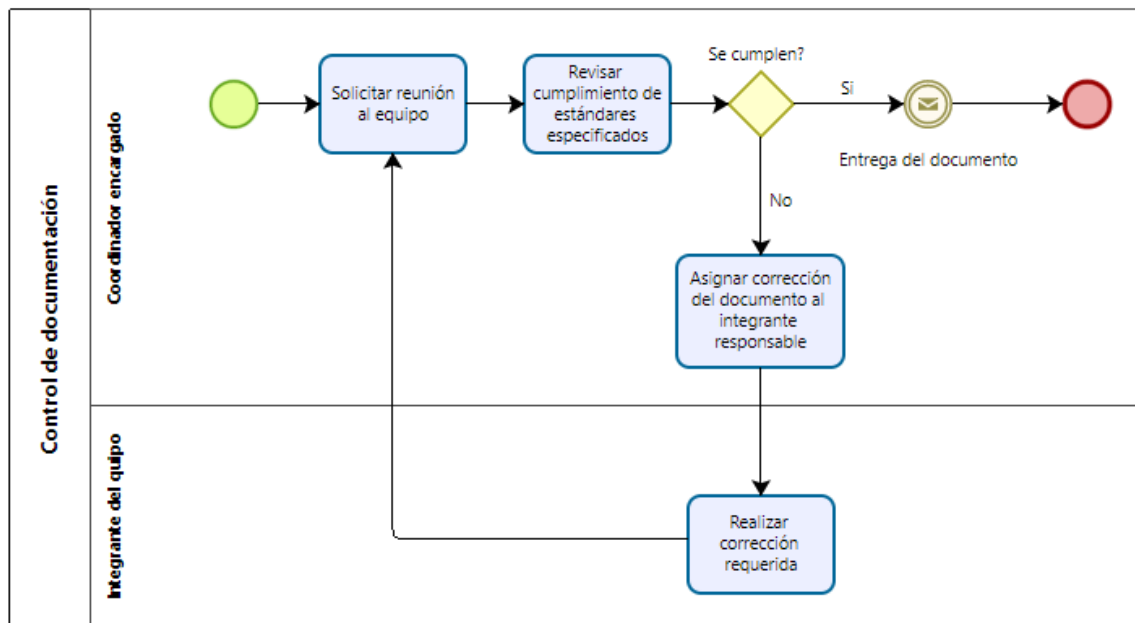 Control de documentación
Coordinador encargado
Solicitar reunión
al equipo
Revisar
cumplimiento de
estándares
especificados
Se cumplen?
Si
Entrega del documento
No
Asignar corrección
del documento al
integrante
responsable
Integrante del quipo
Realizar
corrección
requerida